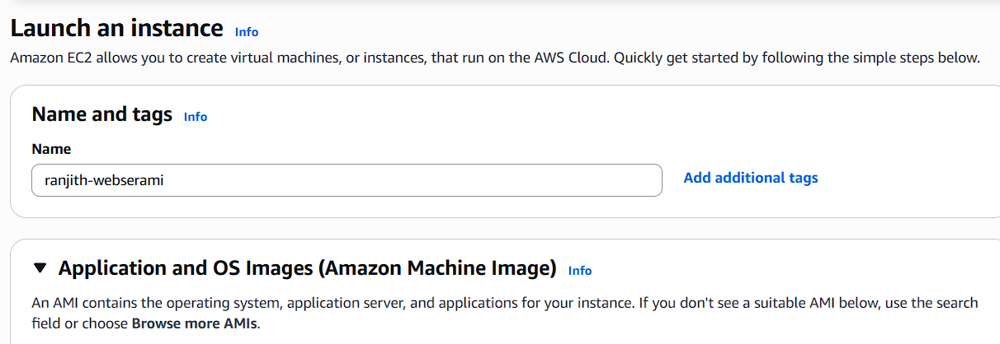 Launch an instance Info
Amazon EC2 allows you to create virtual machines, or instances, that run on the AWS Cloud. Quickly get started by following the simple steps below.
Name and tags Info
Name
ranjith-webserami
Add additional tags
Application and OS Images (Amazon Machine Image) Info
An AMI contains the operating system, application server, and applications for your instance. If you don't see a suitable AMI below, use the search
field or choose Browse more AMIs.